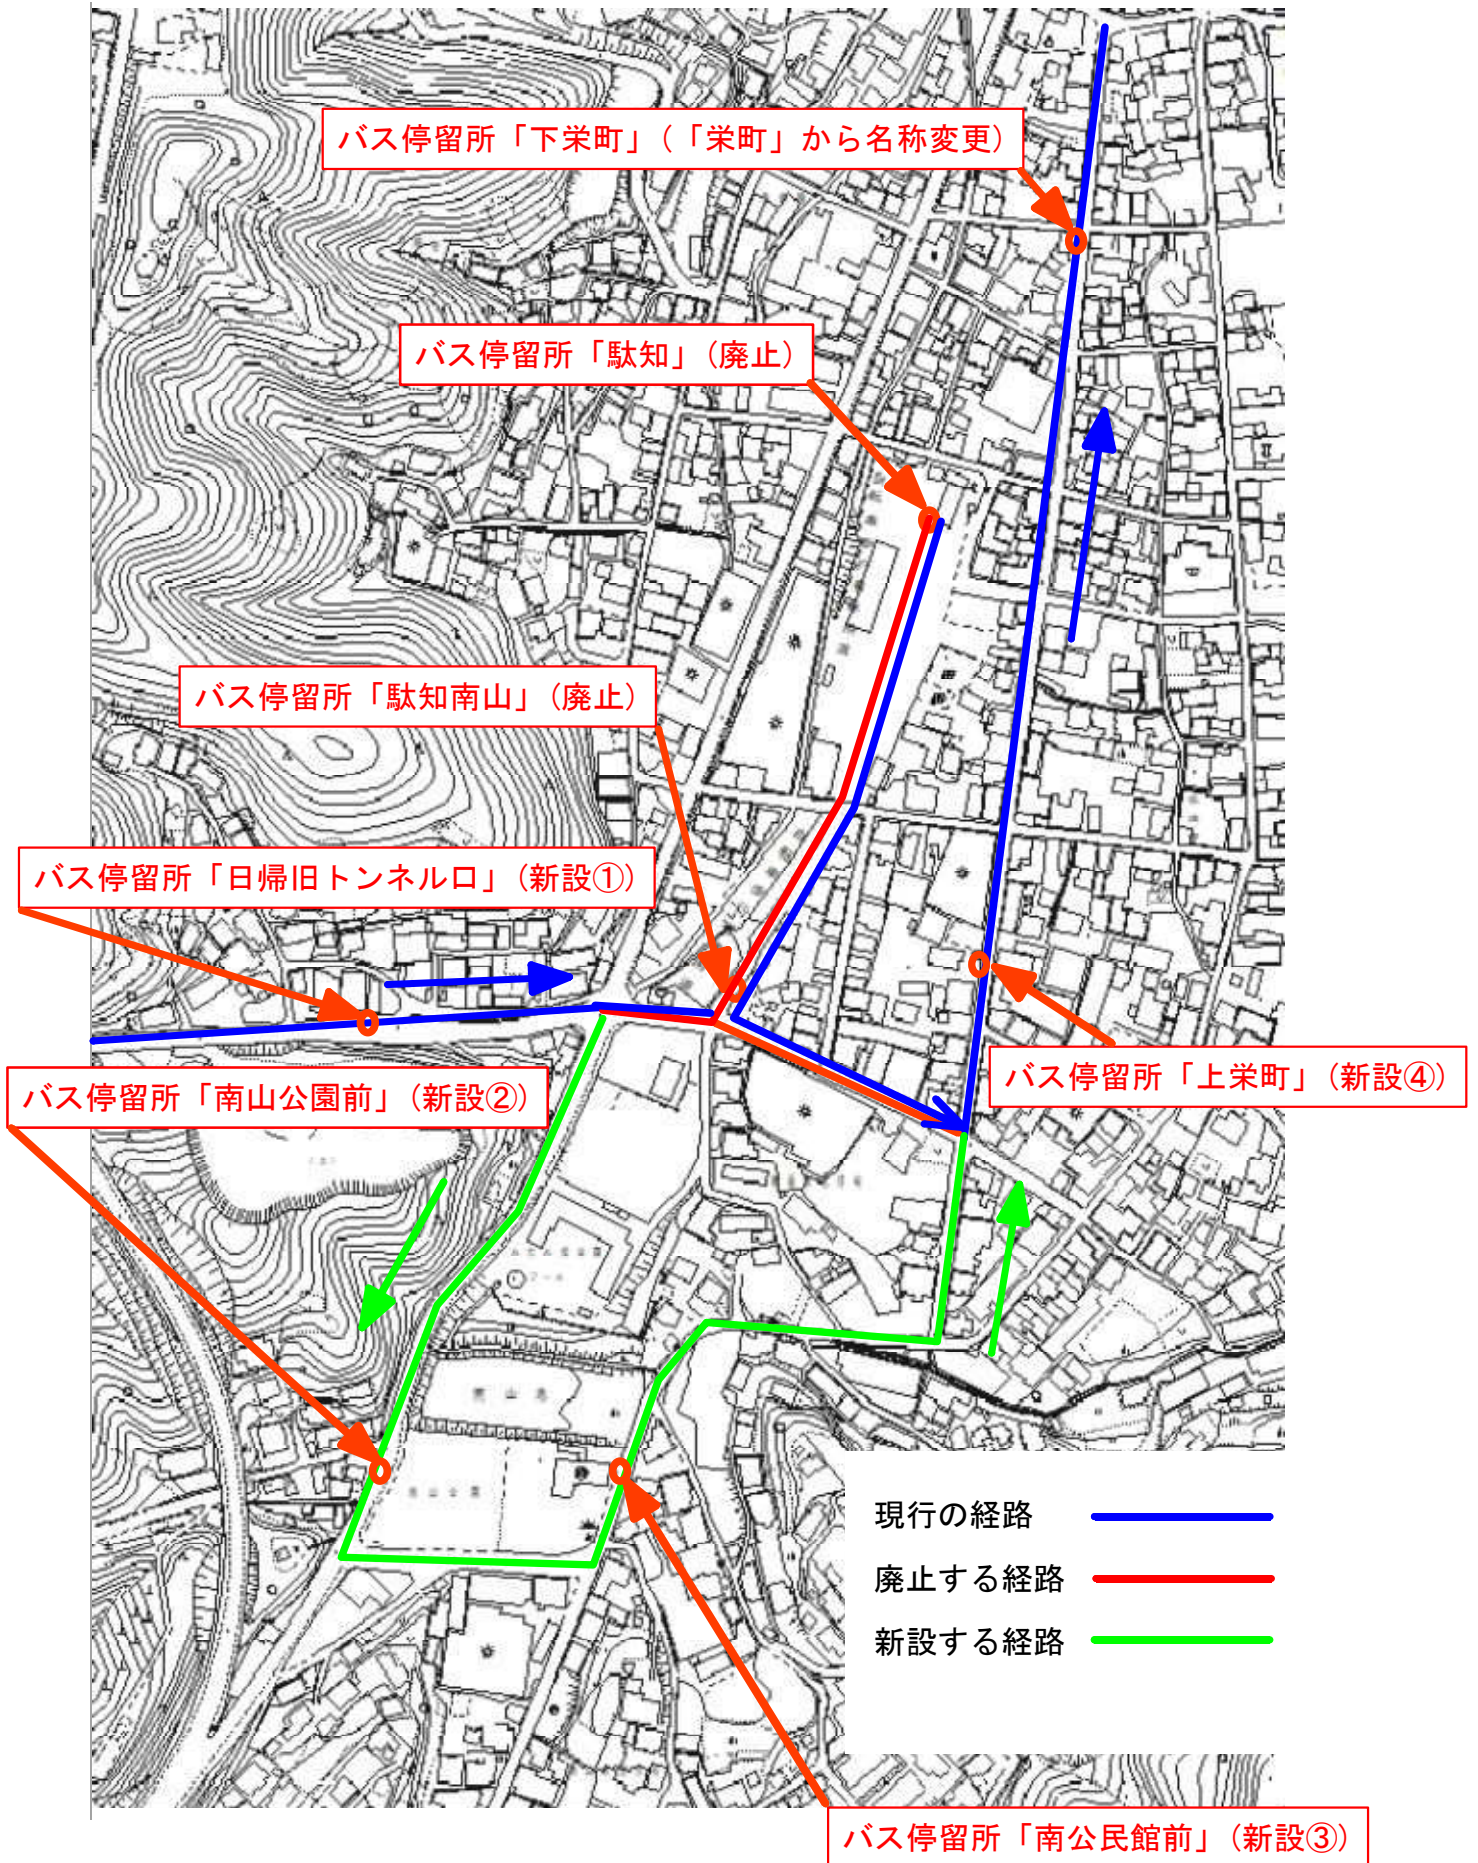 バス停留所「下栄町」(「栄町」から名称変更)
バス停留所「駄知」(廃止)
バス停留所「駄知南山」(廃止)
バス停留所「日帰旧トンネル口」(新設①)
バス停留所「上栄町」(新設④)
バス停留所「南山公園前」(新設②)
南山公園
現行の経路
廃止する経路
新設する経路
バス停留所「南公民館前」(新設③)